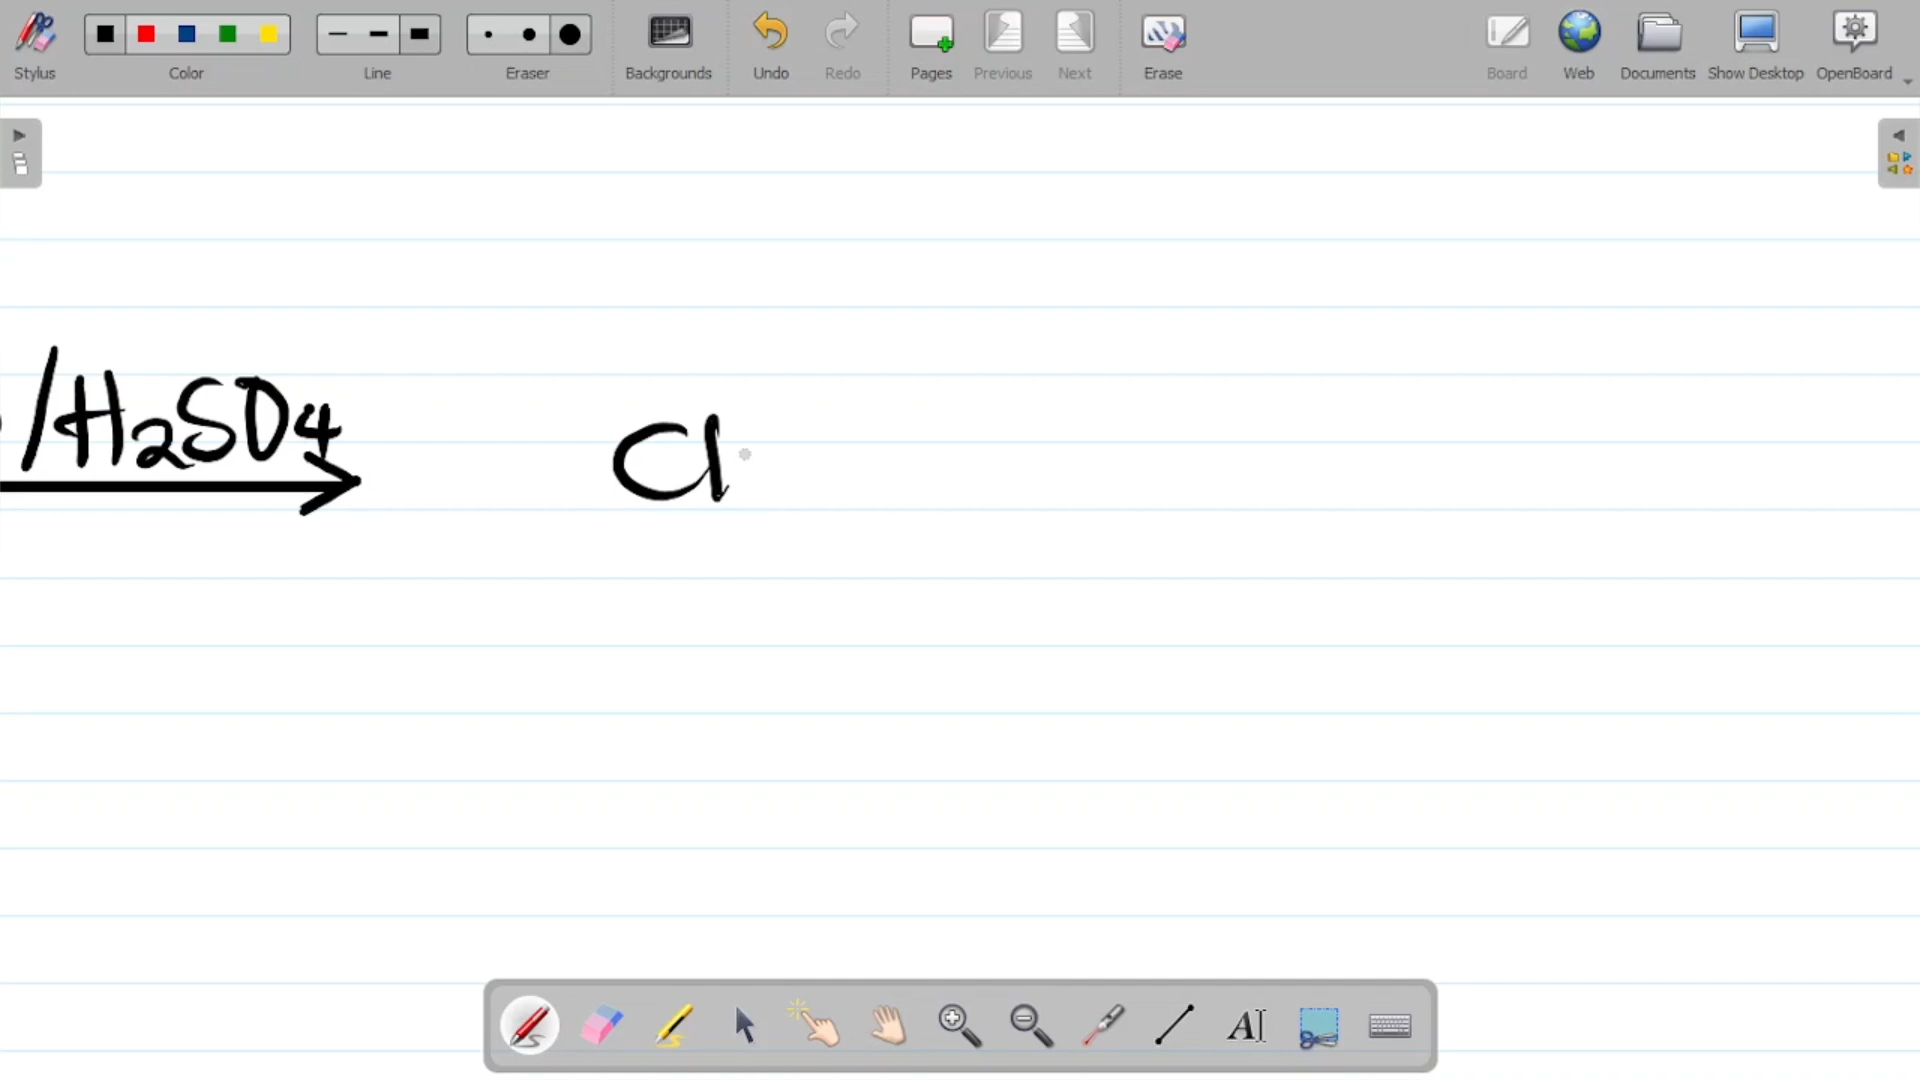 Stylus Color Line Eraser Backgrounds Undo Redo Pages Previous Next Erase Board Web Documents Show Desktop OpenBoard
/H₂SO₄
Cl